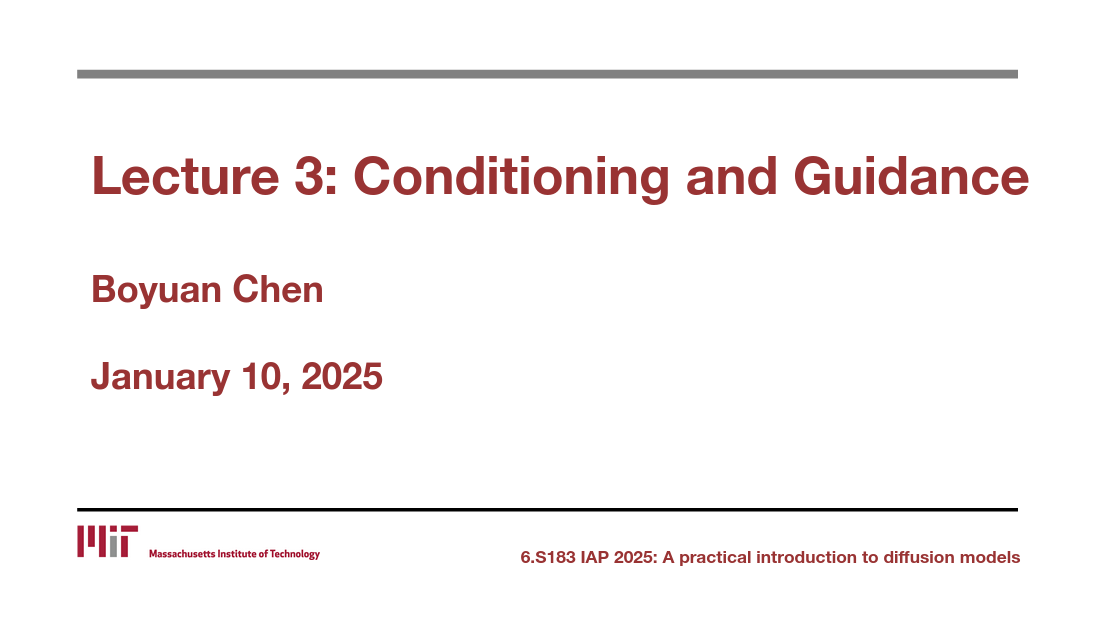 Lecture 3: Conditioning and Guidance
Boyuan Chen
January 10, 2025
MIT Massachusetts Institute of Technology
6.S183 IAP 2025: A practical introduction to diffusion models